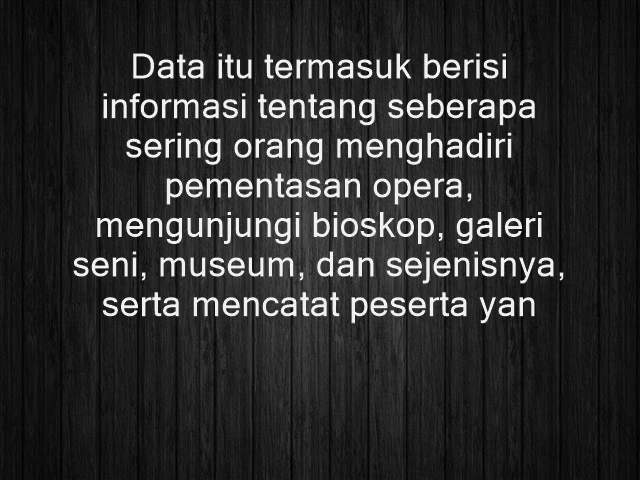 Data itu termasuk berisi
informasi tentang seberapa
sering orang menghadiri
pementasan opera,
mengunjungi bioskop, galeri
seni, museum, dan sejenisnya,
serta mencatat peserta yan